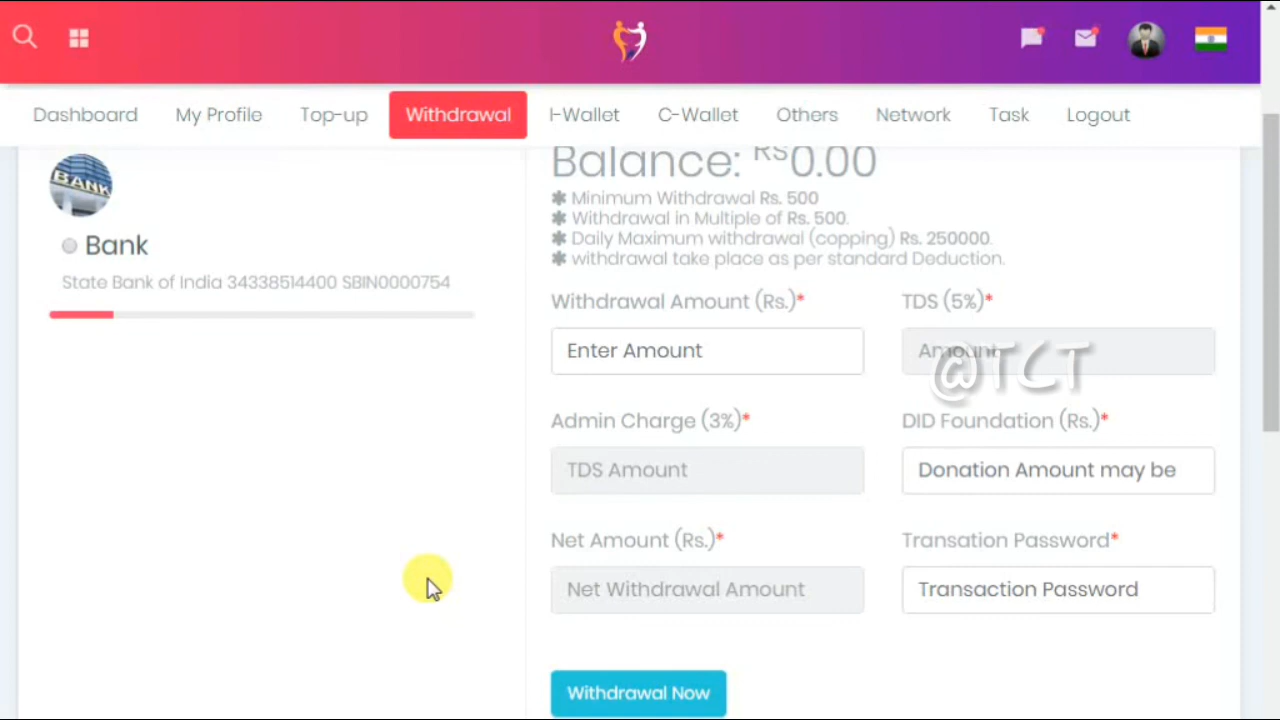 Dashboard My Profile Top-up Withdrawal I-Wallet C-Wallet Others Network Task Logout
BANK
Bank
State Bank of India 34338514400 SBIN0000754
Balance: Rs0.00
✱ Minimum Withdrawal Rs. 500
✱ Withdrawal in Multiple of Rs. 500.
✱ Daily Maximum withdrawal (copping) Rs. 250000.
✱ withdrawal take place as per standard Deduction.
Withdrawal Amount (Rs.)* TDS (5%)*
Enter Amount Amount
@TCT
Admin Charge (3%)* DID Foundation (Rs.)*
TDS Amount Donation Amount may be
Net Amount (Rs.)* Transation Password*
Net Withdrawal Amount Transaction Password
Withdrawal Now